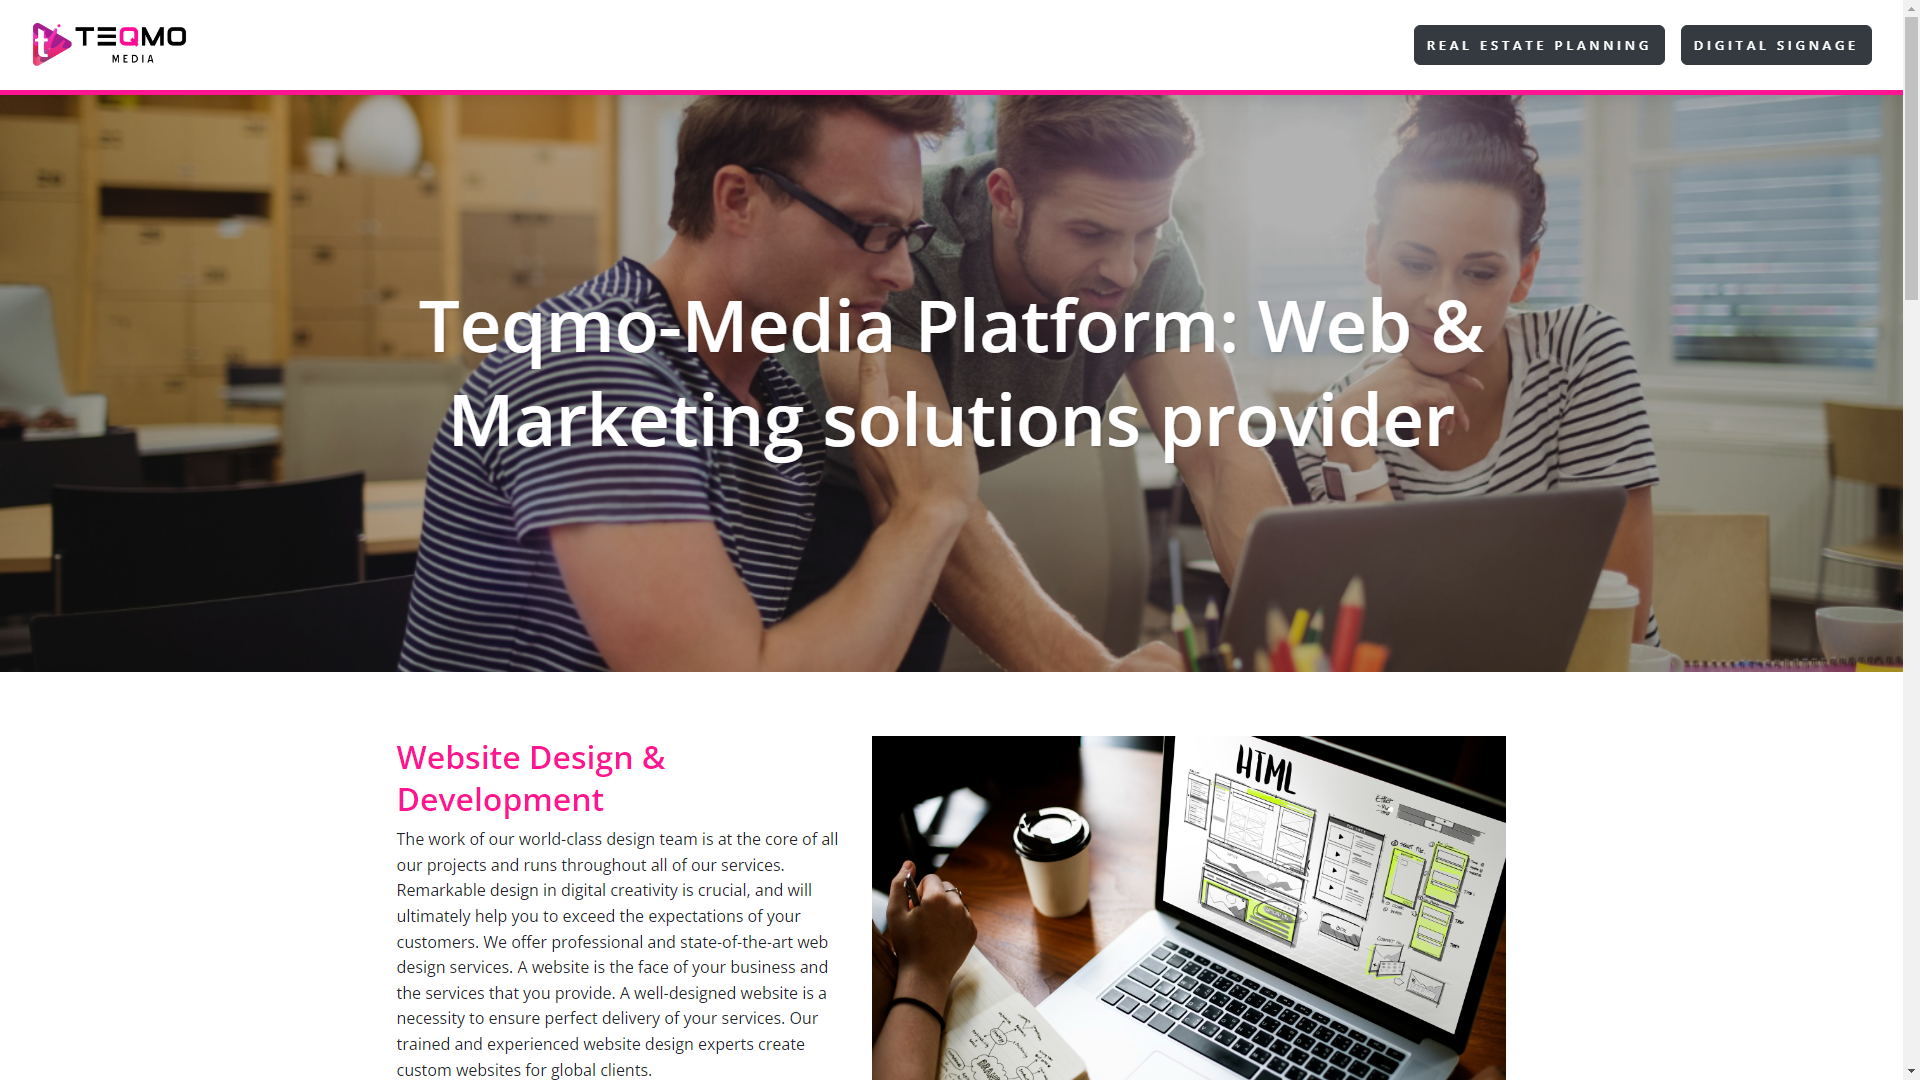 TEQMO
MEDIA
REAL ESTATE PLANNING
DIGITAL SIGNAGE
Teqmo-Media Platform: Web &
Marketing solutions provider
Website Design &
Development
The work of our world-class design team is at the core of all
our projects and runs throughout all of our services.
Remarkable design in digital creativity is crucial, and will
ultimately help you to exceed the expectations of your
customers. We offer professional and state-of-the-art web
design services. A website is the face of your business and
the services that you provide. A well-designed website is a
necessity to ensure perfect delivery of your services. Our
trained and experienced website design experts create
custom websites for global clients.
HTML